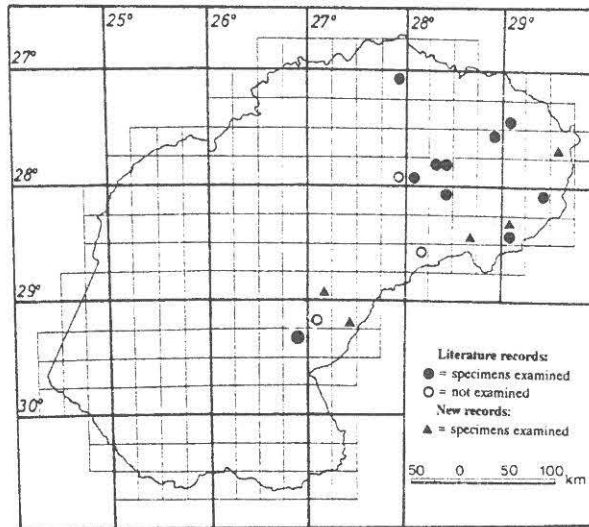 25° 26° 27° 28° 29°
27°
28°
29°
30°
Literature records:
= specimens examined
= not examined
New records:
= specimens examined
50 0 50 100 km